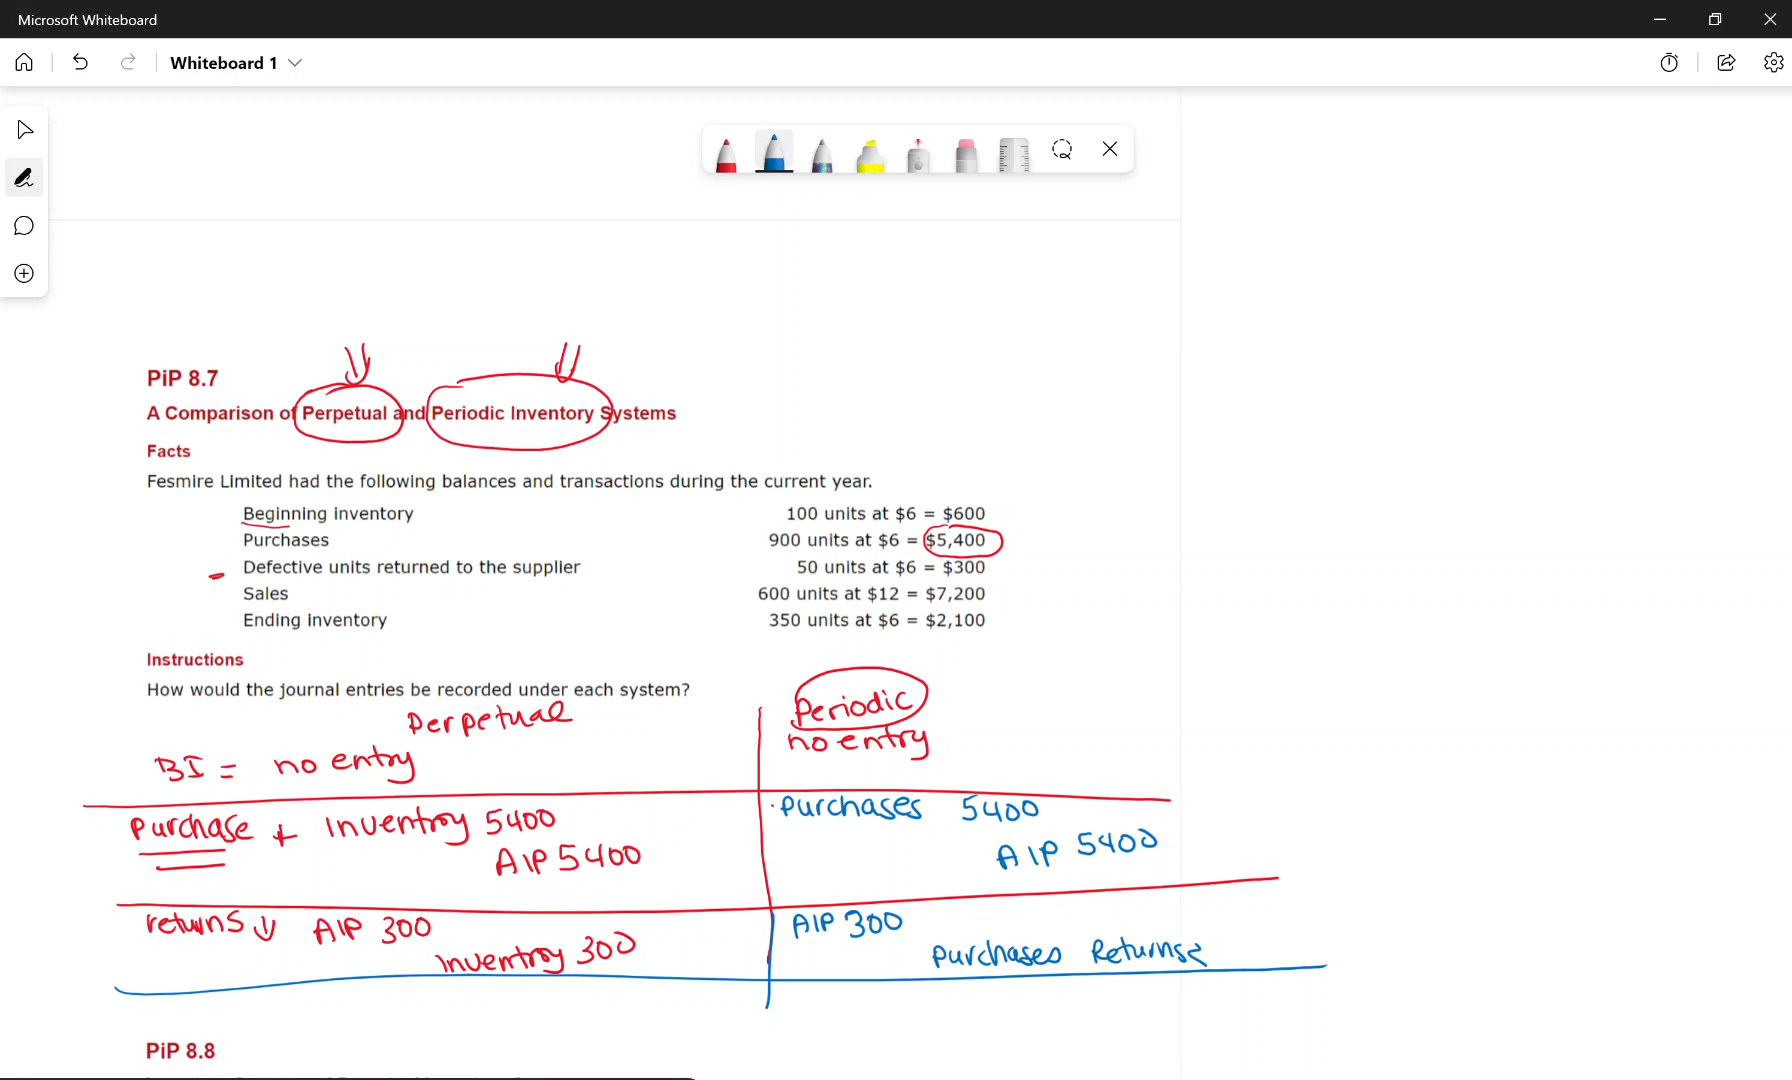 Microsoft Whiteboard
Whiteboard 1
PiP 8.7
A Comparison of Perpetual and Periodic Inventory Systems
Facts
Fesmire Limited had the following balances and transactions during the current year.
Beginning inventory 100 units at $6 = $600
Purchases 900 units at $6 = $5,400
Defective units returned to the supplier 50 units at $6 = $300
Sales 600 units at $12 = $7,200
Ending inventory 350 units at $6 = $2,100
Instructions
How would the journal entries be recorded under each system?
Perpetual Periodic
BI = no entry no entry
purchase + Inventroy 5400 Purchases 5400
A/P 5400 A/P 5400
returns ↓ A/P 300 A/P 300
Inventroy 300 Purchases Returns
PiP 8.8